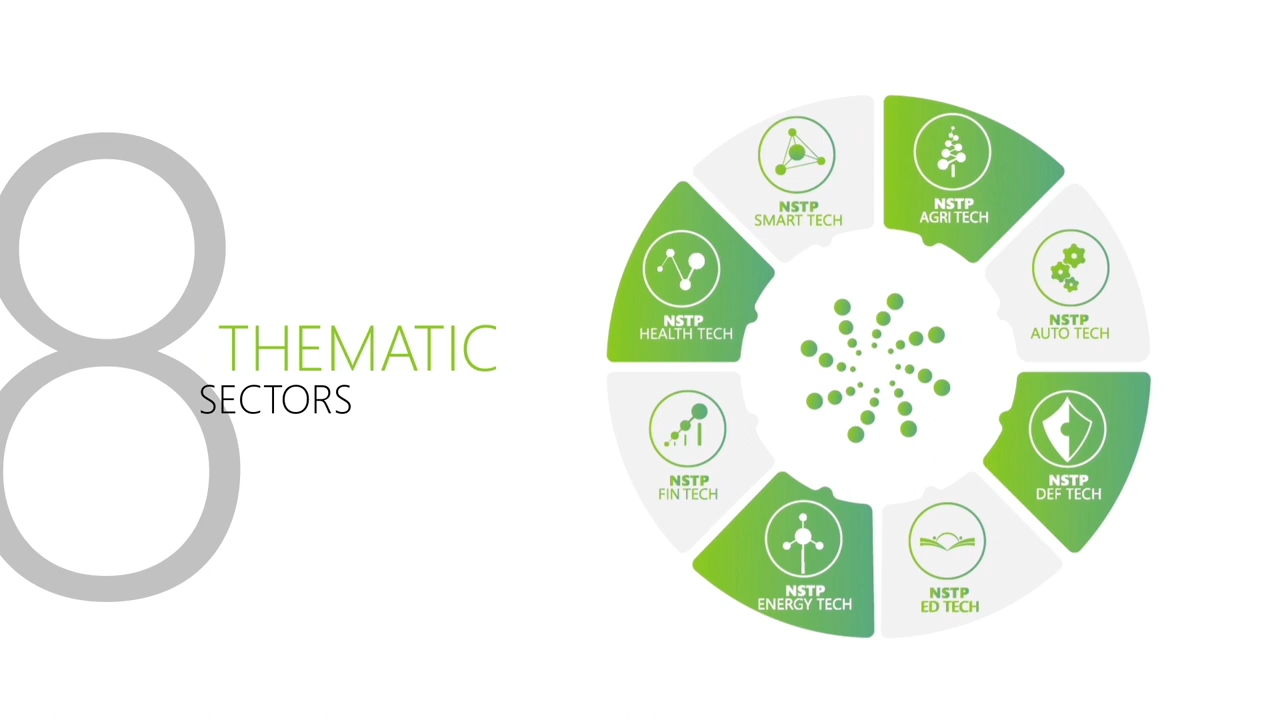 8
THEMATIC
SECTORS
NSTP
SMART TECH
NSTP
AGRI TECH
NSTP
AUTO TECH
NSTP
DEF TECH
NSTP
ED TECH
NSTP
ENERGY TECH
NSTP
FIN TECH
NSTP
HEALTH TECH